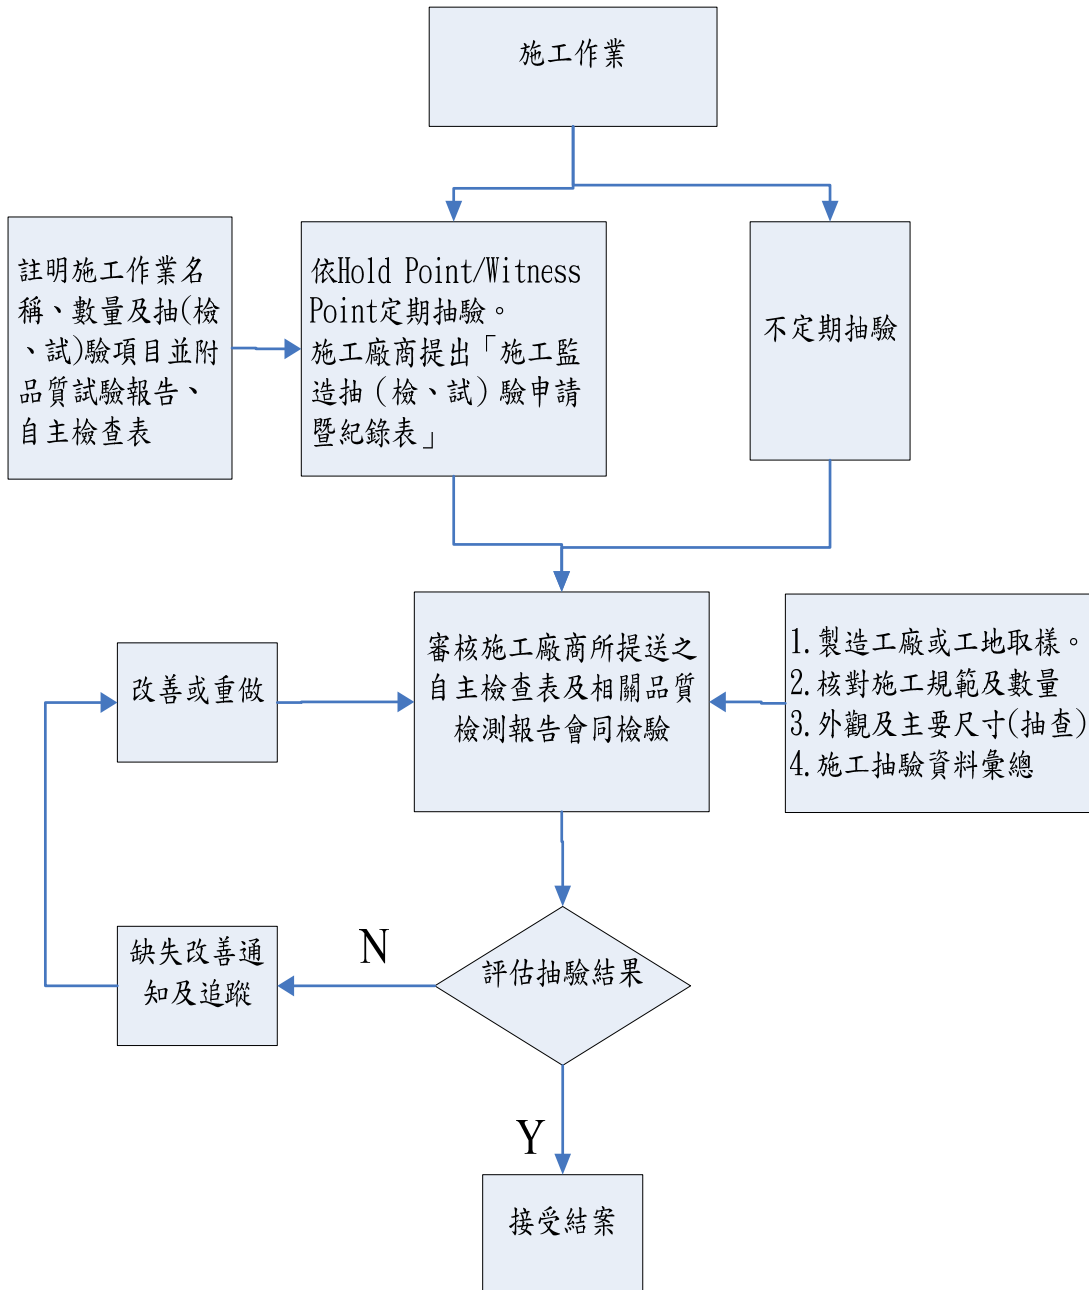 施工作業
註明施工作業名
稱、數量及抽(檢
、試)驗項目並附
品質試驗報告、
自主檢查表
依Hold Point/Witness
Point定期抽驗。
施工廠商提出「施工監
造抽（檢、試）驗申請
暨紀錄表」
不定期抽驗
改善或重做
審核施工廠商所提送之
自主檢查表及相關品質
檢測報告會同檢驗
1.製造工廠或工地取樣。
2.核對施工規範及數量
3.外觀及主要尺寸(抽查)
4.施工抽驗資料彙總
缺失改善通
知及追蹤
N
評估抽驗結果
Y
接受結案